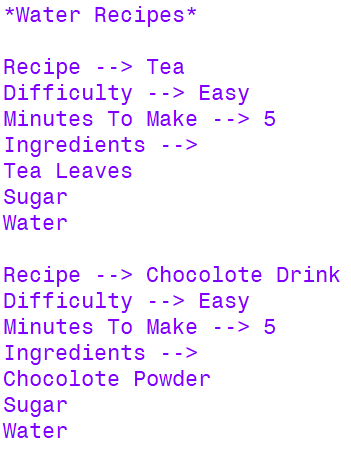 *Water Recipes*
Recipe --> Tea
Difficulty --> Easy
Minutes To Make --> 5
Ingredients -->
Tea Leaves
Sugar
Water
Recipe --> Chocolote Drink
Difficulty --> Easy
Minutes To Make --> 5
Ingredients -->
Chocolote Powder
Sugar
Water